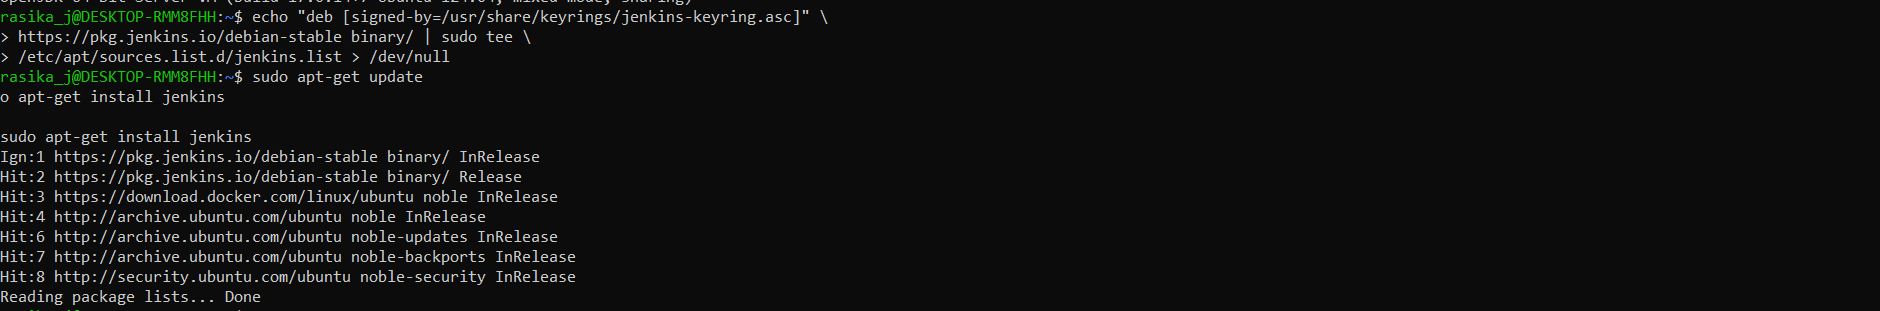 rasika_j@DESKTOP-RMM8FHH:~$ echo "deb [signed-by=/usr/share/keyrings/jenkins-keyring.asc]" \
> https://pkg.jenkins.io/debian-stable binary/ | sudo tee \
> /etc/apt/sources.list.d/jenkins.list > /dev/null
rasika_j@DESKTOP-RMM8FHH:~$ sudo apt-get update
o apt-get install jenkins

sudo apt-get install jenkins
Ign:1 https://pkg.jenkins.io/debian-stable binary/ InRelease
Hit:2 https://pkg.jenkins.io/debian-stable binary/ Release
Hit:3 https://download.docker.com/linux/ubuntu noble InRelease
Hit:4 http://archive.ubuntu.com/ubuntu noble InRelease
Hit:6 http://archive.ubuntu.com/ubuntu noble-updates InRelease
Hit:7 http://archive.ubuntu.com/ubuntu noble-backports InRelease
Hit:8 http://security.ubuntu.com/ubuntu noble-security InRelease
Reading package lists... Done